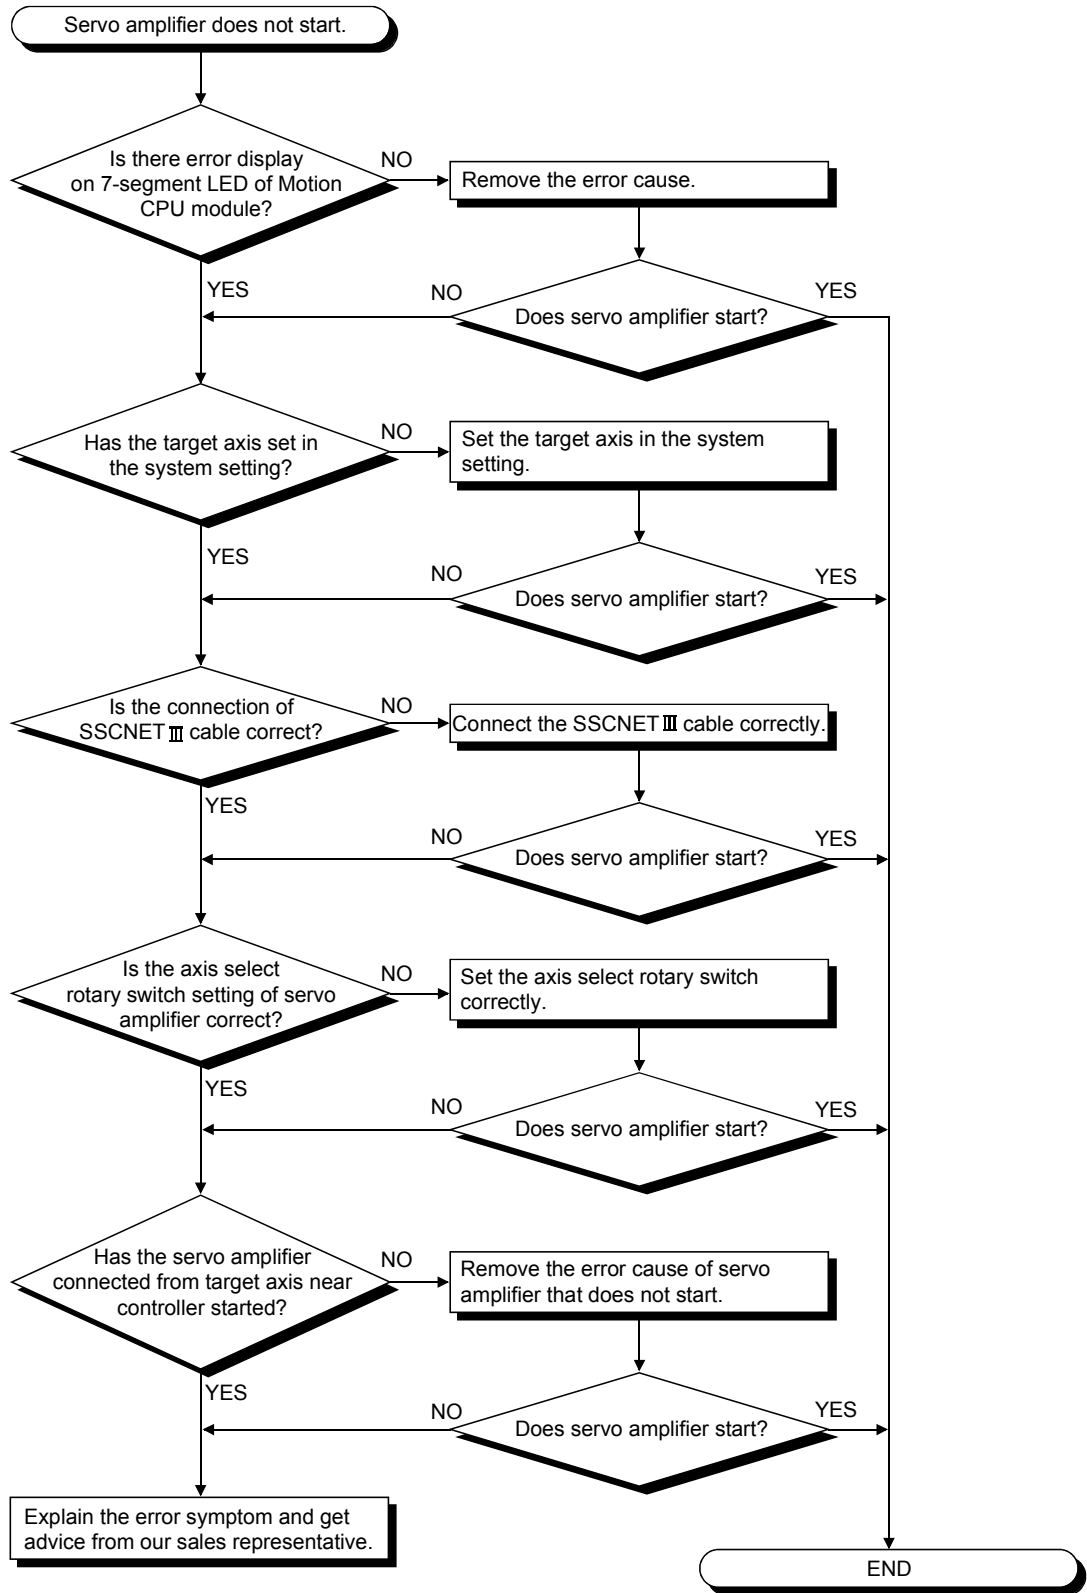 Servo amplifier does not start.
Is there error display
on 7-segment LED of Motion
CPU module?
NO
Remove the error cause.
YES
NO
Does servo amplifier start?
YES
Has the target axis set in
the system setting?
NO
Set the target axis in the system
setting.
YES
NO
Does servo amplifier start?
YES
Is the connection of
SSCNETⅢ cable correct?
NO
Connect the SSCNETⅢ cable correctly.
YES
NO
Does servo amplifier start?
YES
Is the axis select
rotary switch setting of servo
amplifier correct?
NO
Set the axis select rotary switch
correctly.
YES
NO
Does servo amplifier start?
YES
Has the servo amplifier
connected from target axis near
controller started?
NO
Remove the error cause of servo
amplifier that does not start.
YES
NO
Does servo amplifier start?
YES
Explain the error symptom and get
advice from our sales representative.
END